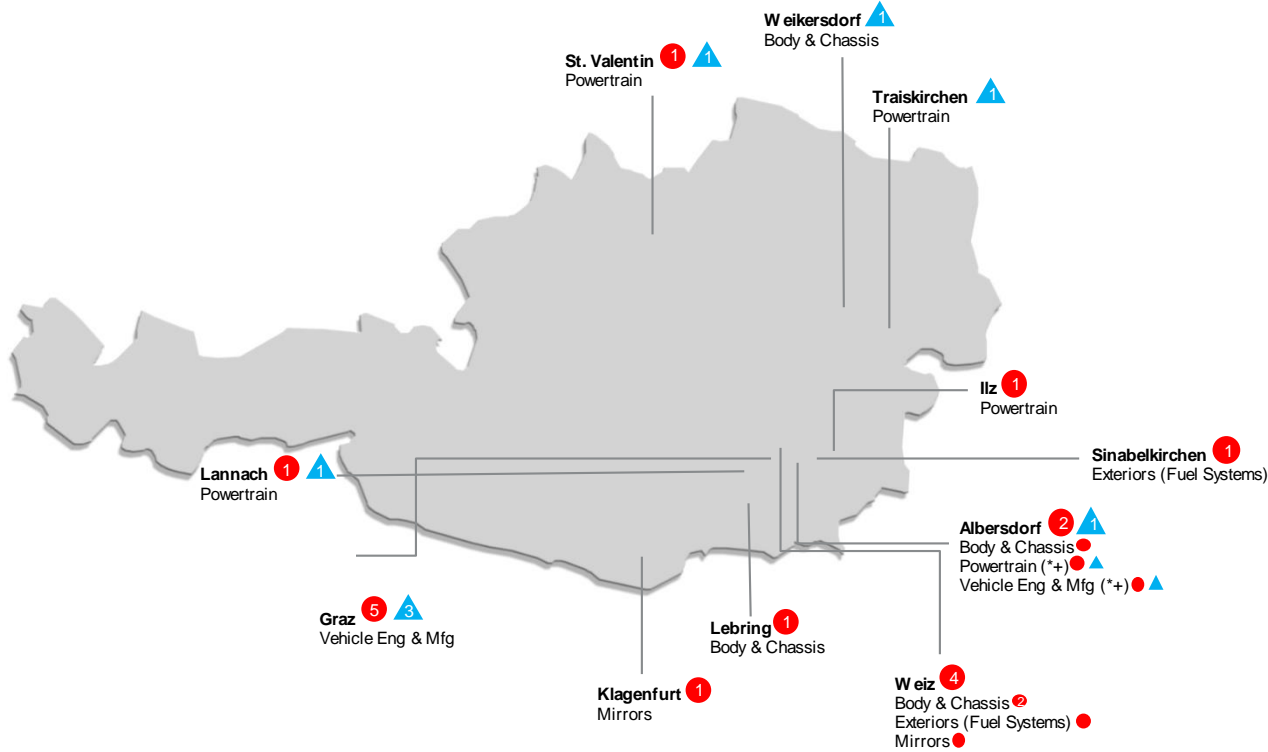 Weikersdorf 1
Body & Chassis
St. Valentin 1 1
Powertrain
Traiskirchen 1
Powertrain
Ilz 1
Powertrain
Sinabelkirchen 1
Exteriors (Fuel Systems)
Lannach 1 1
Powertrain
Albersdorf 2 1
Body & Chassis
Powertrain (*+)
Vehicle Eng & Mfg (*+)
Graz 5 3
Vehicle Eng & Mfg
Lebring 1
Body & Chassis
Klagenfurt 1
Mirrors
Weiz 4
Body & Chassis 2
Exteriors (Fuel Systems)
Mirrors